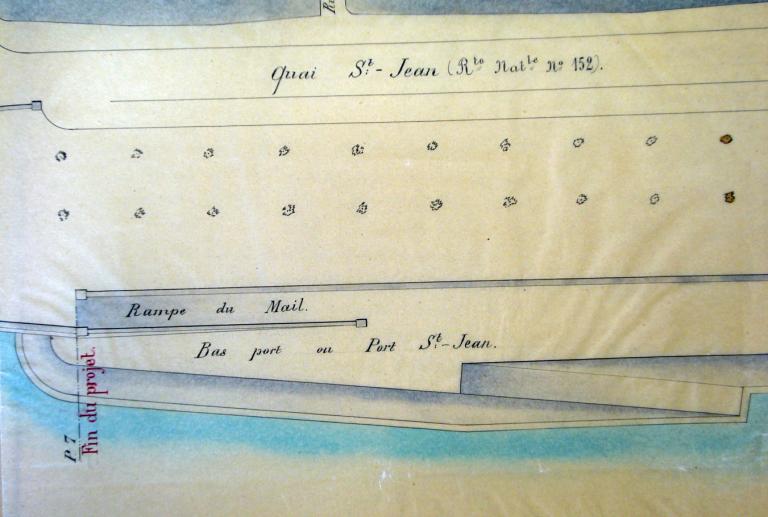 Quai St.-Jean (Rte Natle No 152).
Rampe du Mail.
Bas port ou Port St.-Jean.
P 7
Fin du projet.